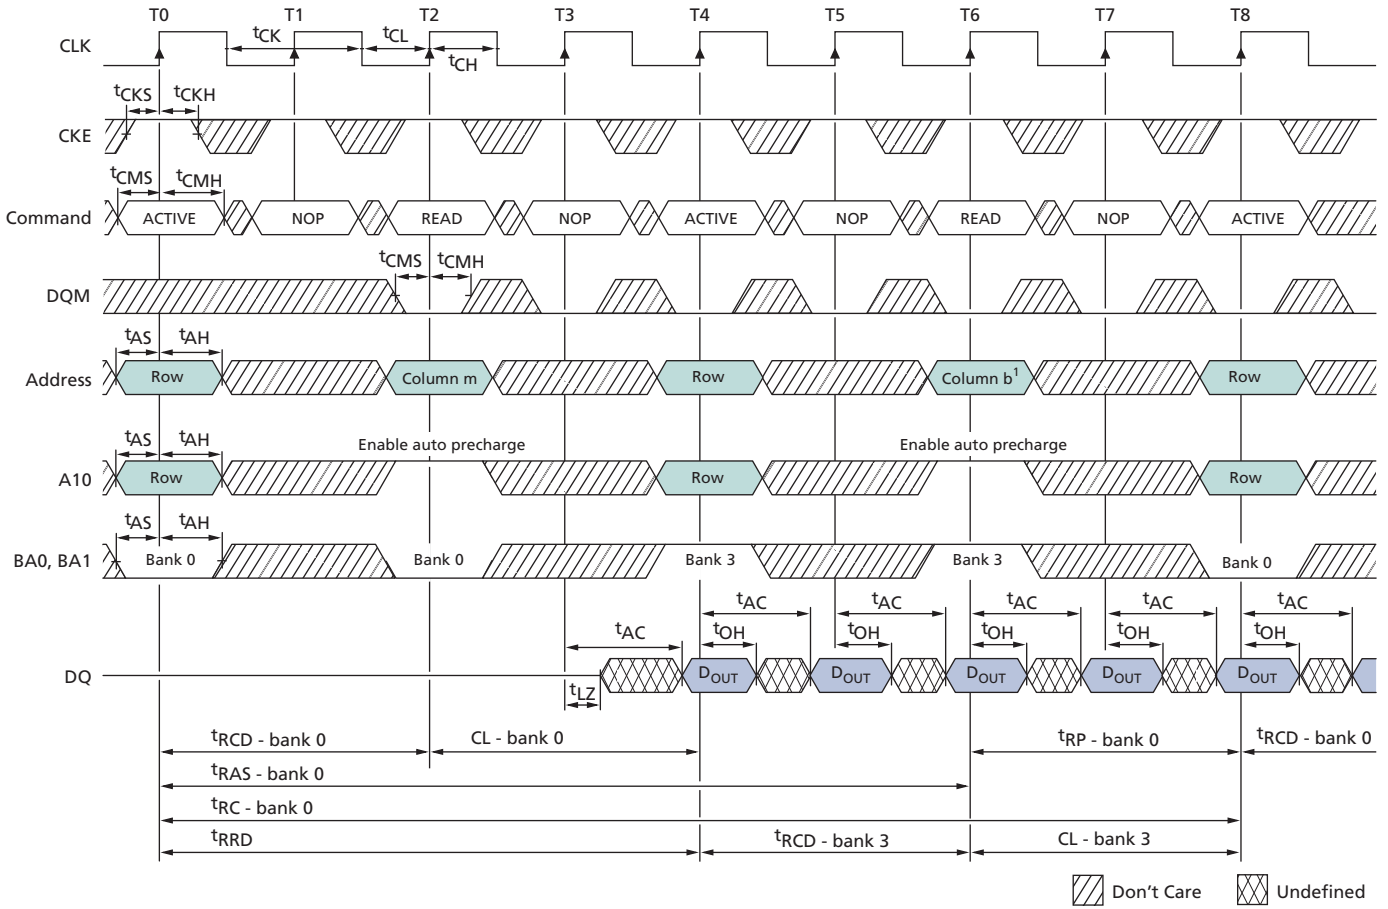 T0 T1 T2 T3 T4 T5 T6 T7 T8
CLK tCK tCL tCH
tCKS tCKH
CKE
tCMS tCMH
Command ACTIVE NOP READ NOP ACTIVE NOP READ NOP ACTIVE
tCMS tCMH
DQM
tAS tAH
Address Row Column m Row Column b1 Row
tAS tAH Enable auto precharge Enable auto precharge
A10 Row Row Row
tAS tAH
BA0, BA1 Bank 0 Bank 0 Bank 3 Bank 3 Bank 0
tAC tAC tAC tAC tAC
tAC tOH tOH tOH tOH tOH
DQ DOUT DOUT DOUT DOUT DOUT
tLZ
tRCD - bank 0 CL - bank 0 tRP - bank 0 tRCD - bank 0
tRAS - bank 0
tRC - bank 0
tRRD tRCD - bank 3 CL - bank 3
Don't Care Undefined